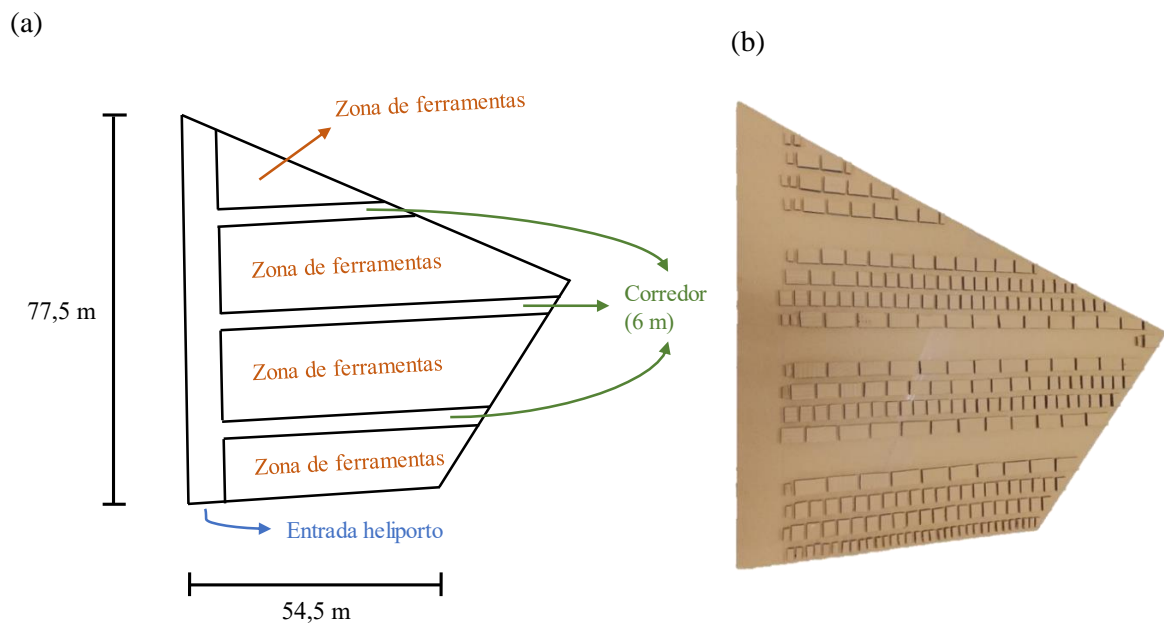 (a)
(b)
Zona de ferramentas
Zona de ferramentas
77,5 m
Corredor
(6 m)
Zona de ferramentas
Zona de ferramentas
Entrada heliporto
54,5 m